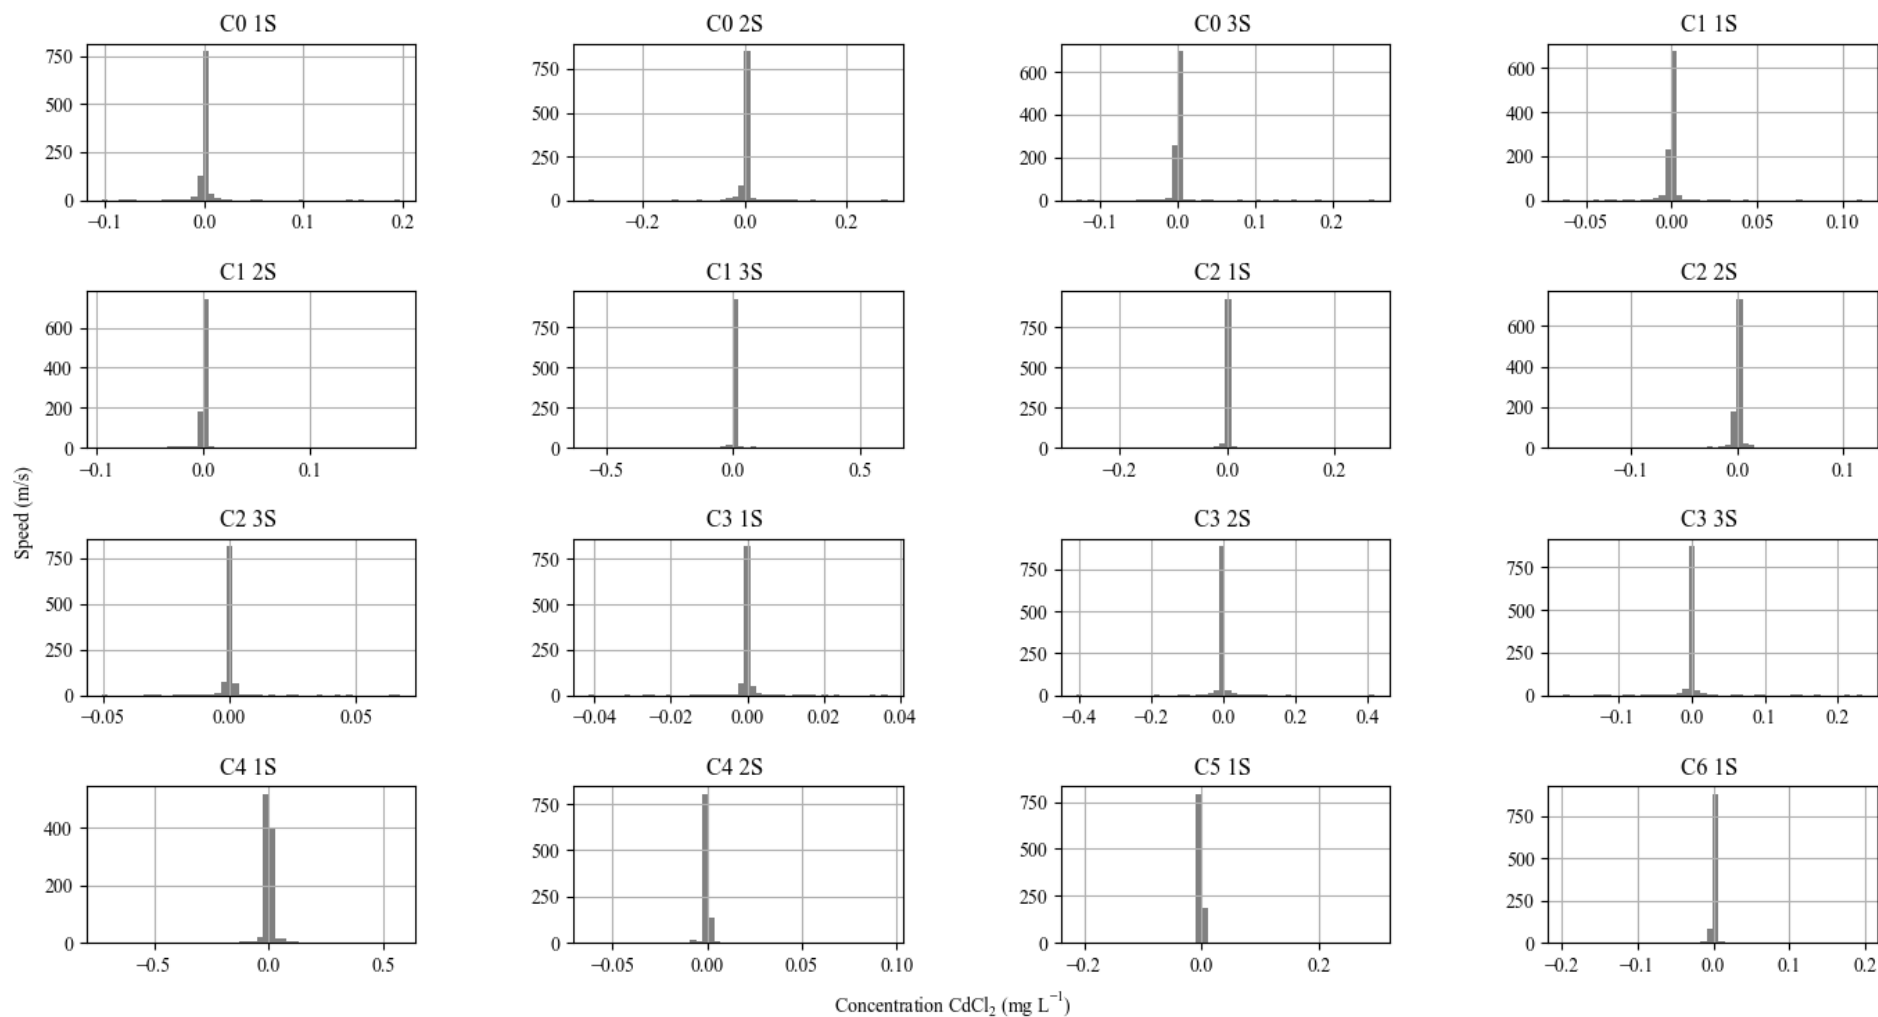 C0 1S
750
500
250
0
−0.1 0.0 0.1 0.2
C0 2S
750
500
250
0
−0.2 0.0 0.2
C0 3S
600
400
200
0
−0.1 0.0 0.1 0.2
C1 1S
600
400
200
0
−0.05 0.00 0.05 0.10
C1 2S
600
400
200
0
−0.1 0.0 0.1
C1 3S
750
500
250
0
−0.5 0.0 0.5
C2 1S
750
500
250
0
−0.2 0.0 0.2
C2 2S
600
400
200
0
−0.1 0.0 0.1
Speed (m/s)
C2 3S
750
500
250
0
−0.05 0.00 0.05
C3 1S
750
500
250
0
−0.04 −0.02 0.00 0.02 0.04
C3 2S
750
500
250
0
−0.4 −0.2 0.0 0.2 0.4
C3 3S
750
500
250
0
−0.1 0.0 0.1 0.2
C4 1S
400
200
0
−0.5 0.0 0.5
C4 2S
750
500
250
0
−0.05 0.00 0.05 0.10
C5 1S
750
500
250
0
−0.2 0.0 0.2
C6 1S
750
500
250
0
−0.2 −0.1 0.0 0.1 0.2
Concentration CdCl₂ (mg L⁻¹)